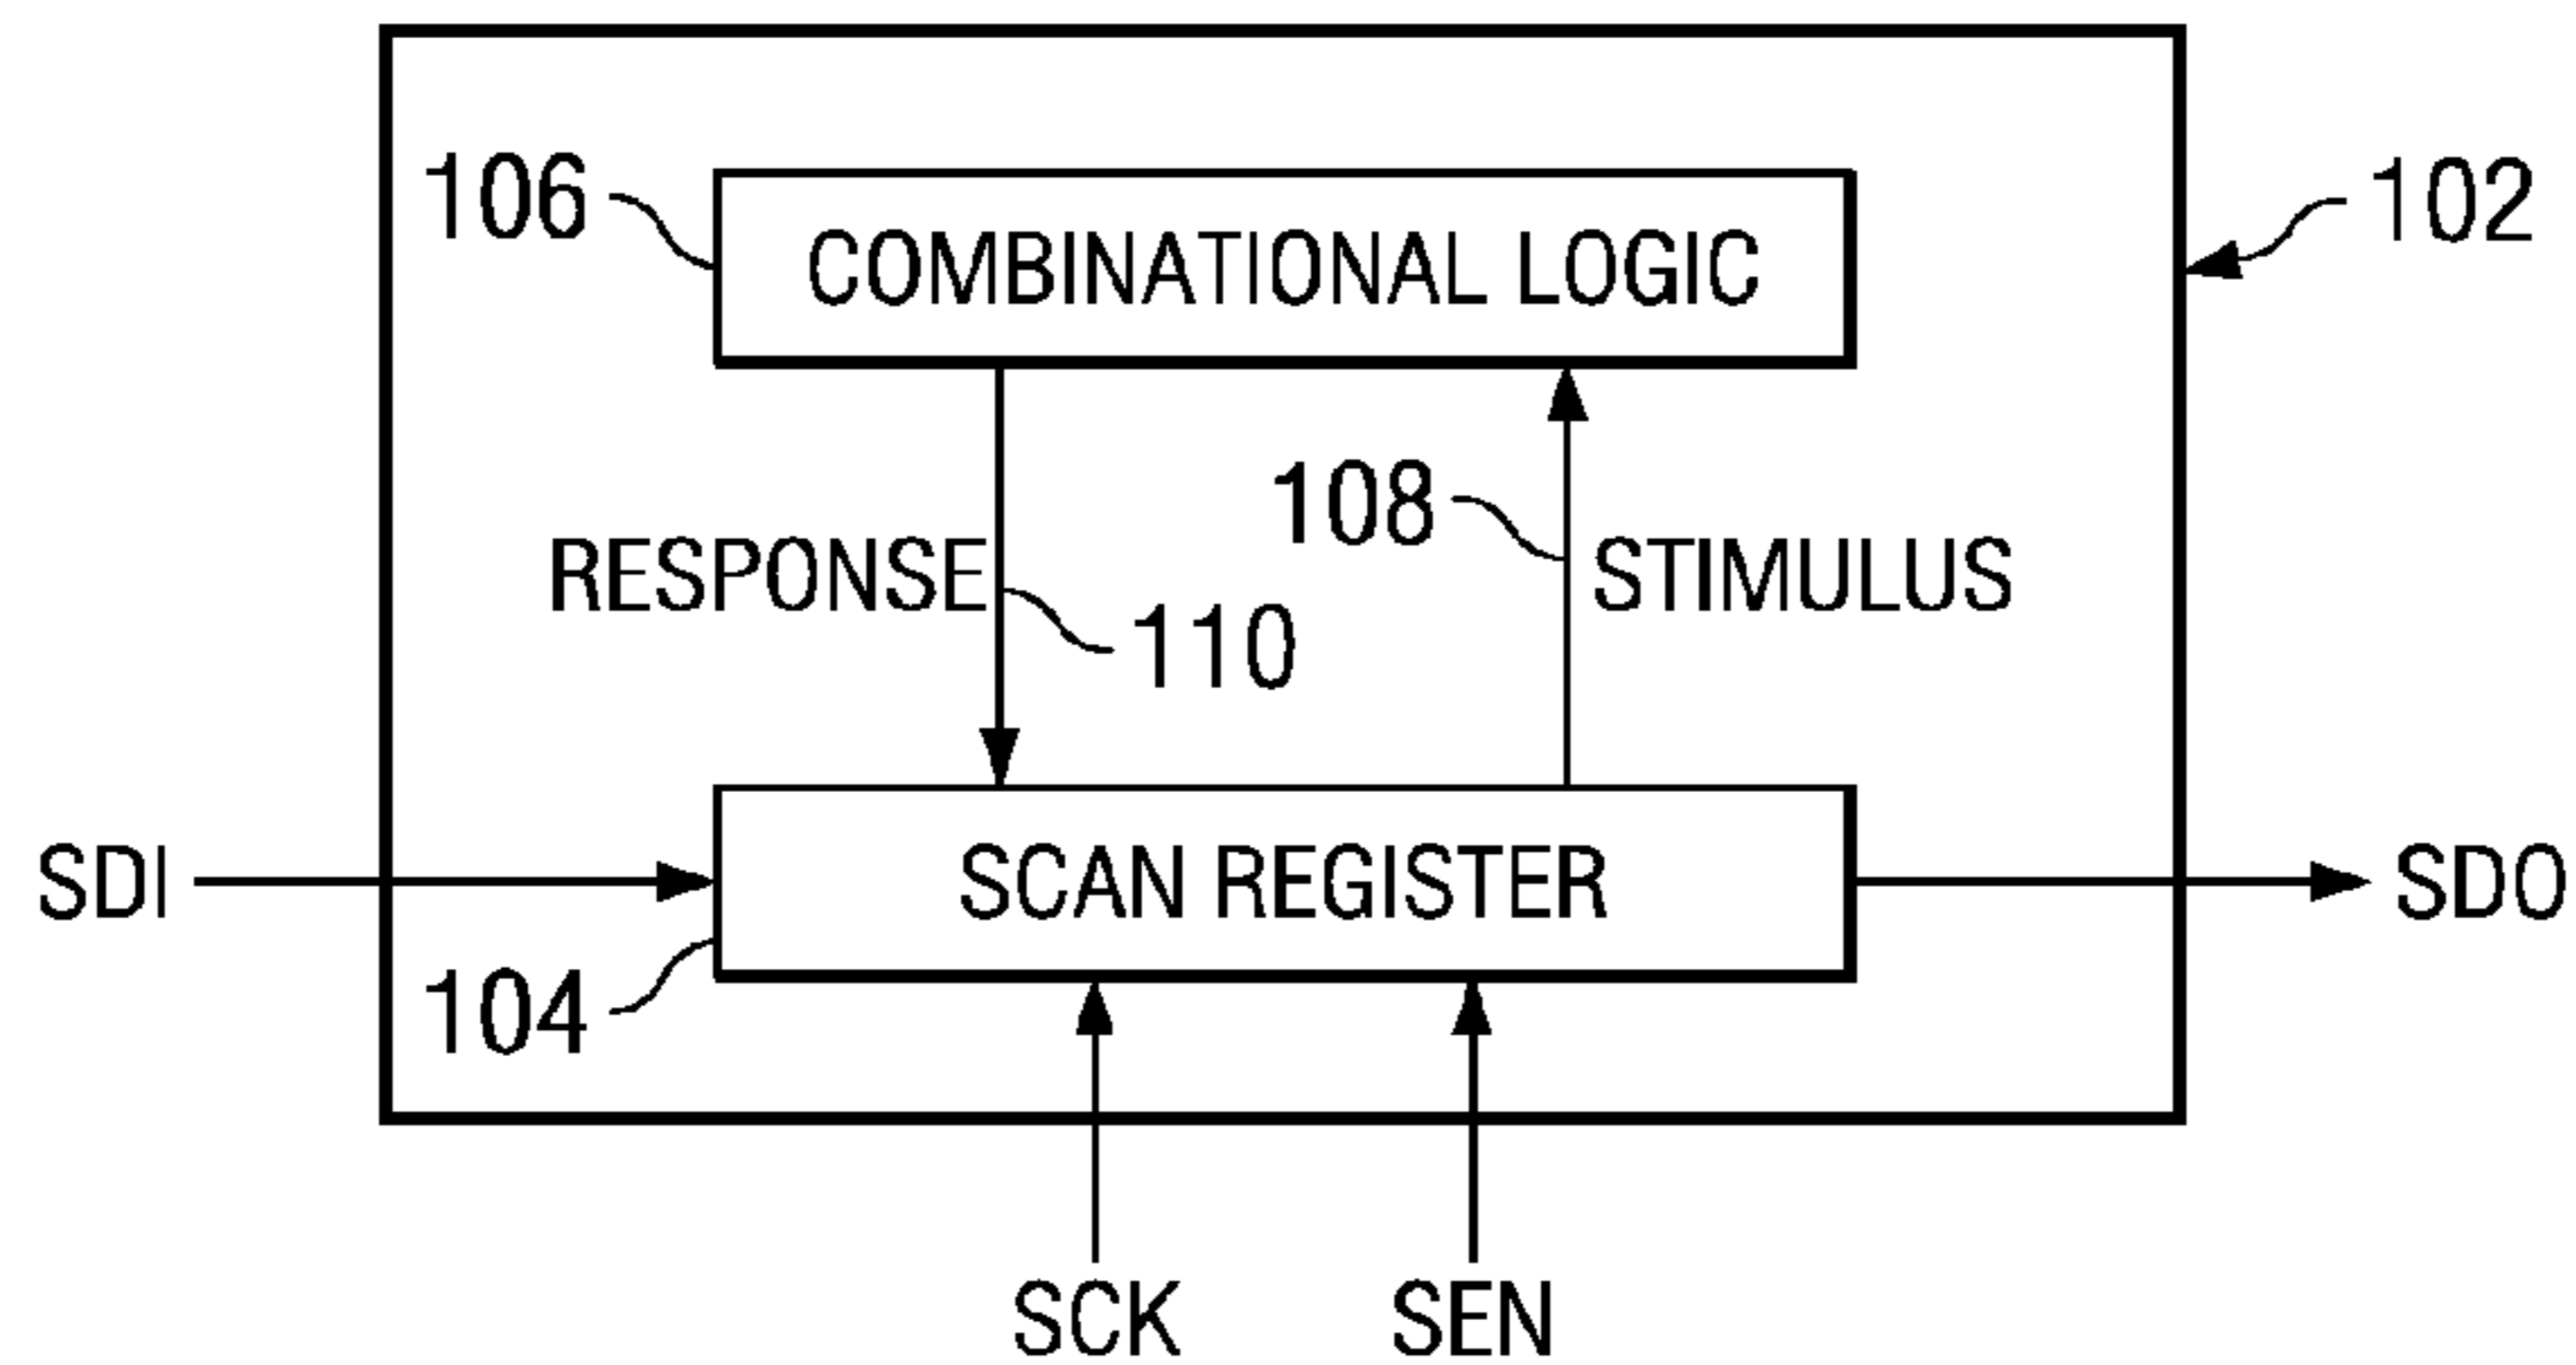 106
COMBINATIONAL LOGIC
102
108
RESPONSE
STIMULUS
110
SDI
SCAN REGISTER
SDO
104
SCK
SEN